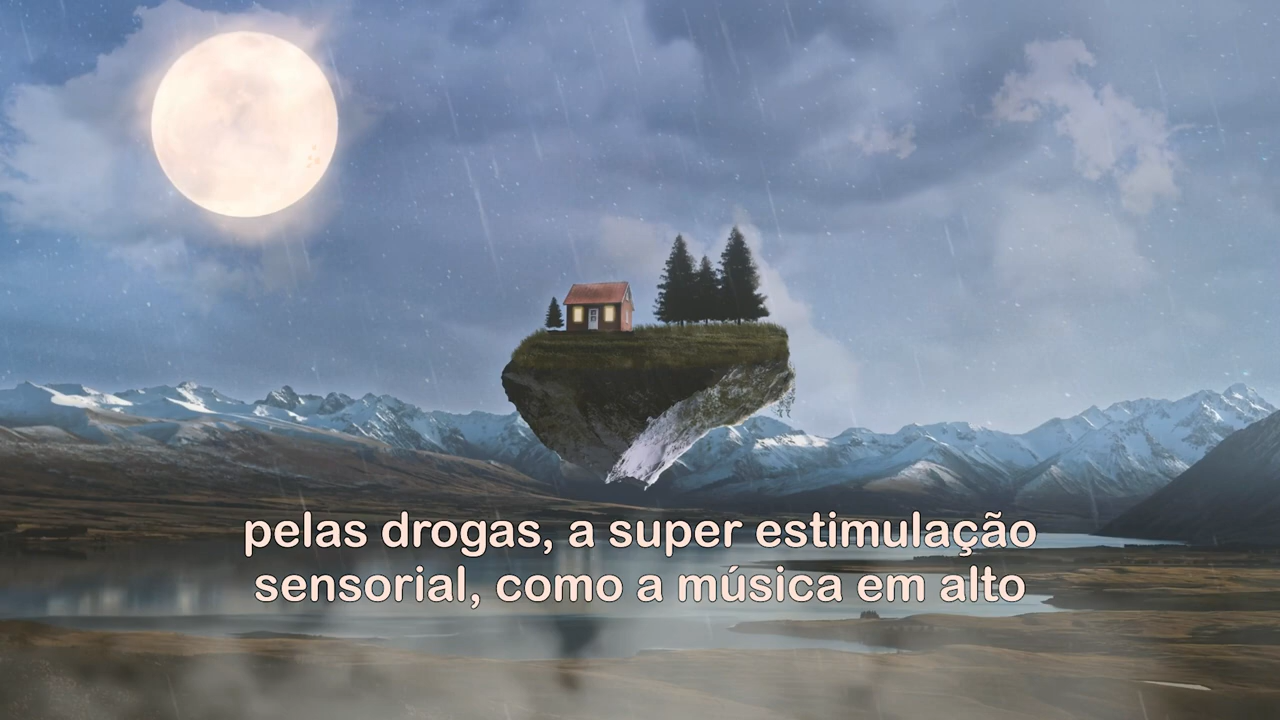 pelas drogas, a super estimulação
sensorial, como a música em alto